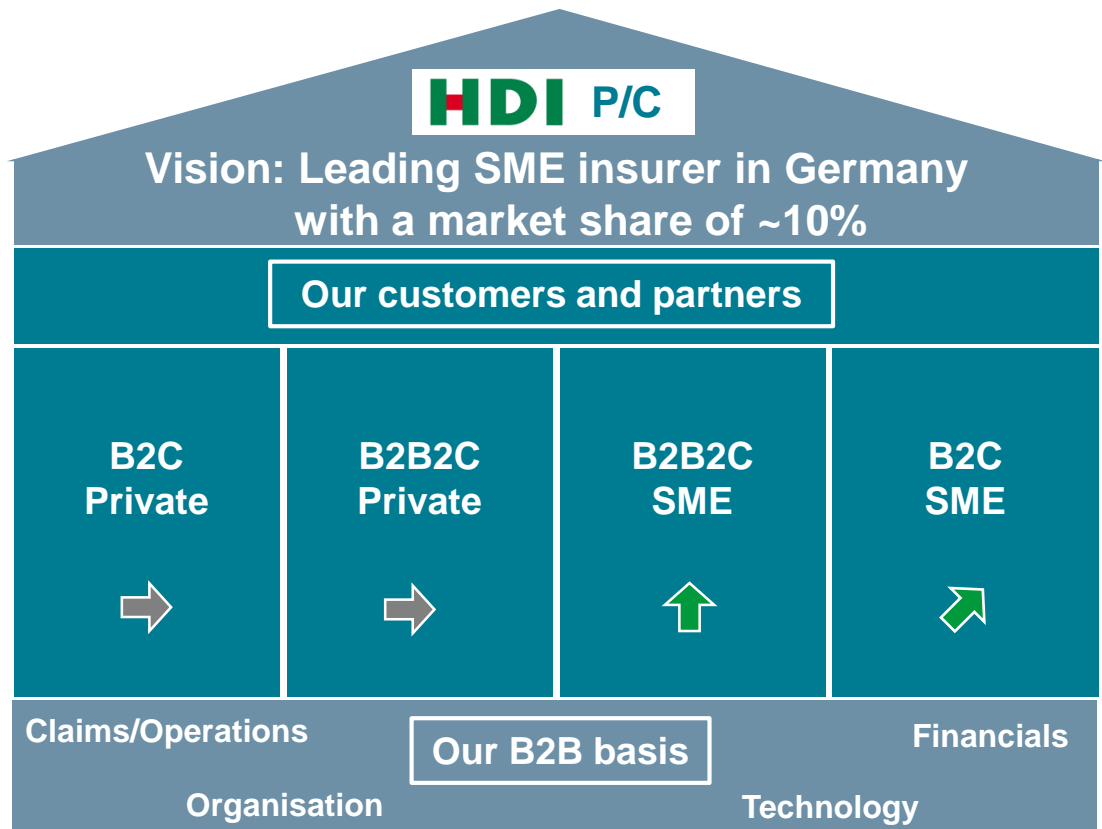 HDI P/C
Vision: Leading SME insurer in Germany
with a market share of ~10%
Our customers and partners
B2C
Private
B2B2C
Private
B2B2C
SME
B2C
SME
Claims/Operations
Our B2B basis
Financials
Organisation
Technology